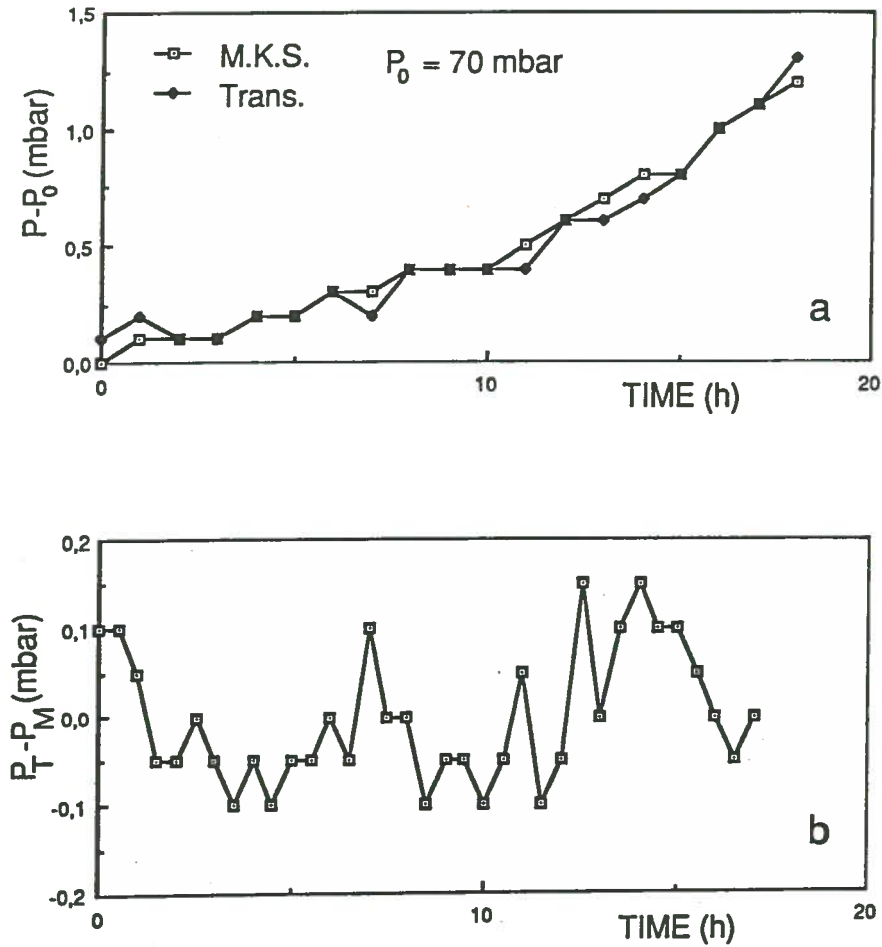 1,5
M.K.S.
P0 = 70 mbar
Trans.
1,0
P-P0 (mbar)
0,5
a
0,0
0
10
20
TIME (h)
0,2
0,1
PT-PM (mbar)
0,0
-0,1
b
-0,2
0
10
20
TIME (h)